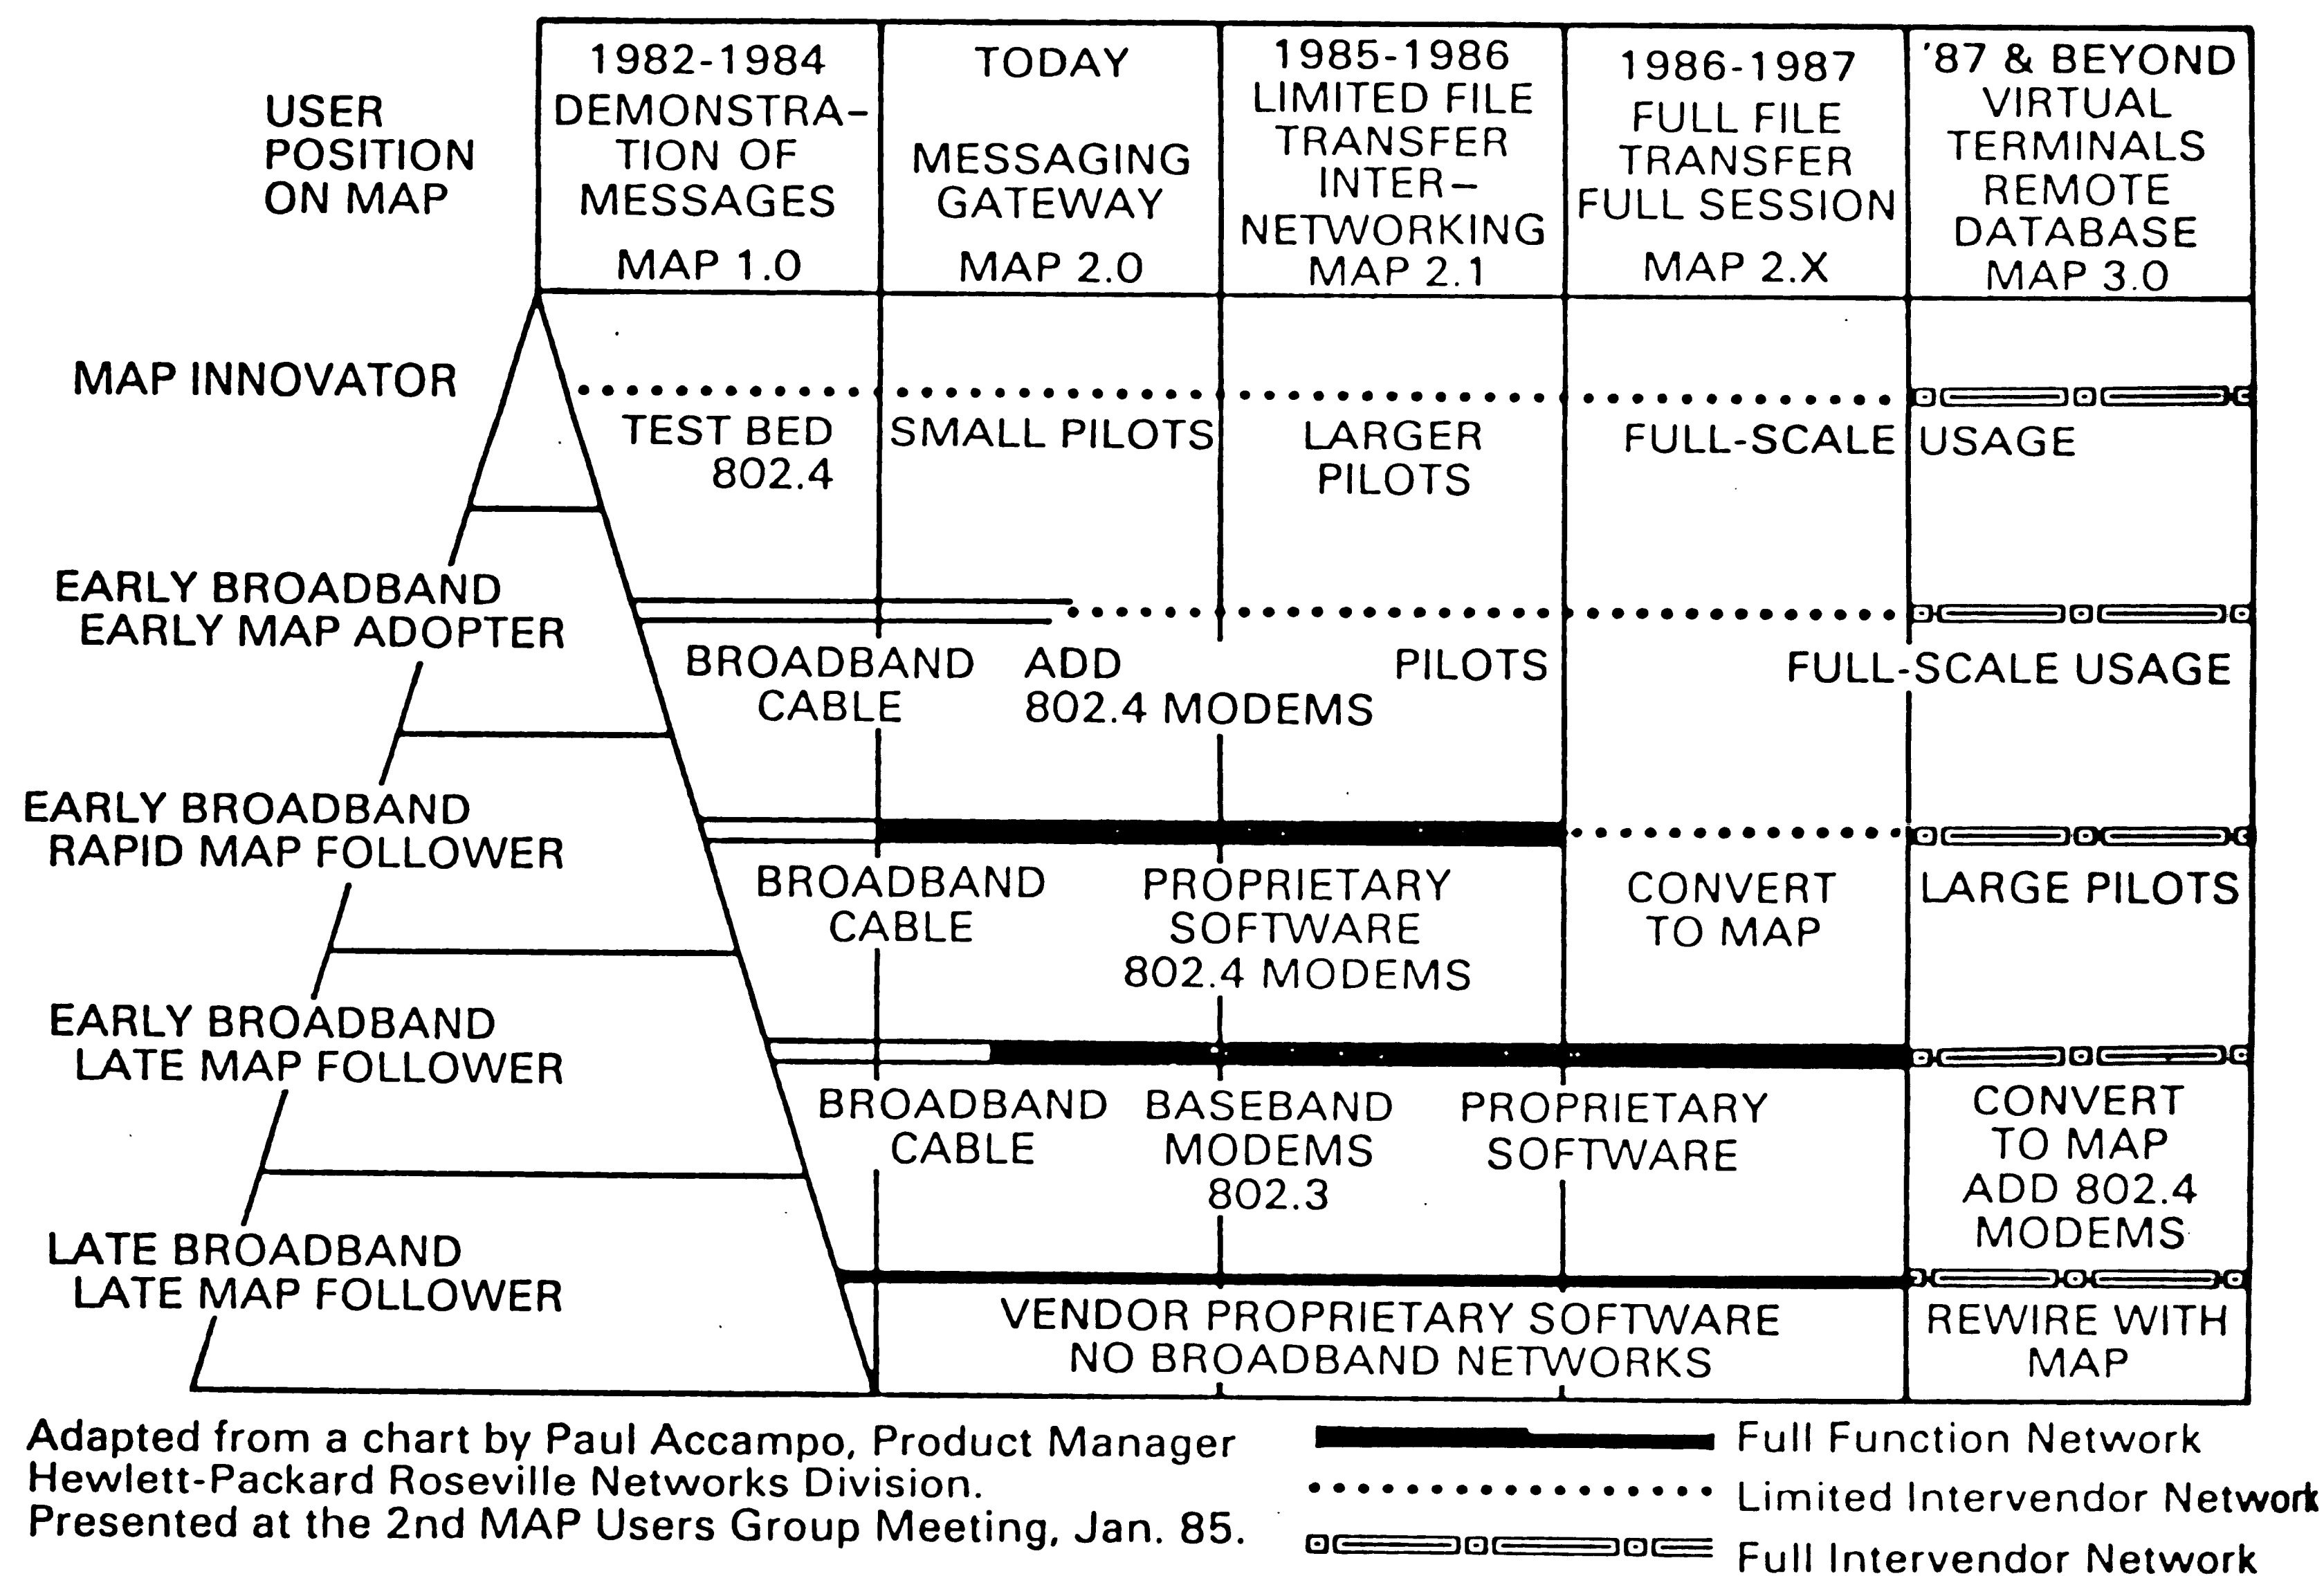 USER
POSITION
ON MAP
1982-1984
DEMONSTRA-
TION OF
MESSAGES
MAP 1.0
TODAY
MESSAGING
GATEWAY
MAP 2.0
1985-1986
LIMITED FILE
TRANSFER
INTER-
NETWORKING
MAP 2.1
1986-1987
FULL FILE
TRANSFER
FULL SESSION
MAP 2.X
'87 & BEYOND
VIRTUAL
TERMINALS
REMOTE
DATABASE
MAP 3.0
MAP INNOVATOR
TEST BED
802.4
SMALL PILOTS
LARGER
PILOTS
FULL-SCALE USAGE
EARLY BROADBAND
EARLY MAP ADOPTER
BROADBAND
CABLE
ADD
802.4 MODEMS
PILOTS
FULL-SCALE USAGE
EARLY BROADBAND
RAPID MAP FOLLOWER
BROADBAND
CABLE
PROPRIETARY
SOFTWARE
802.4 MODEMS
CONVERT
TO MAP
LARGE PILOTS
EARLY BROADBAND
LATE MAP FOLLOWER
BROADBAND
CABLE
BASEBAND
MODEMS
802.3
PROPRIETARY
SOFTWARE
CONVERT
TO MAP
ADD 802.4
MODEMS
LATE BROADBAND
LATE MAP FOLLOWER
VENDOR PROPRIETARY SOFTWARE
NO BROADBAND NETWORKS
REWIRE WITH
MAP
Adapted from a chart by Paul Accampo, Product Manager
Hewlett-Packard Roseville Networks Division.
Presented at the 2nd MAP Users Group Meeting, Jan. 85.
Full Function Network
Limited Intervendor Network
Full Intervendor Network